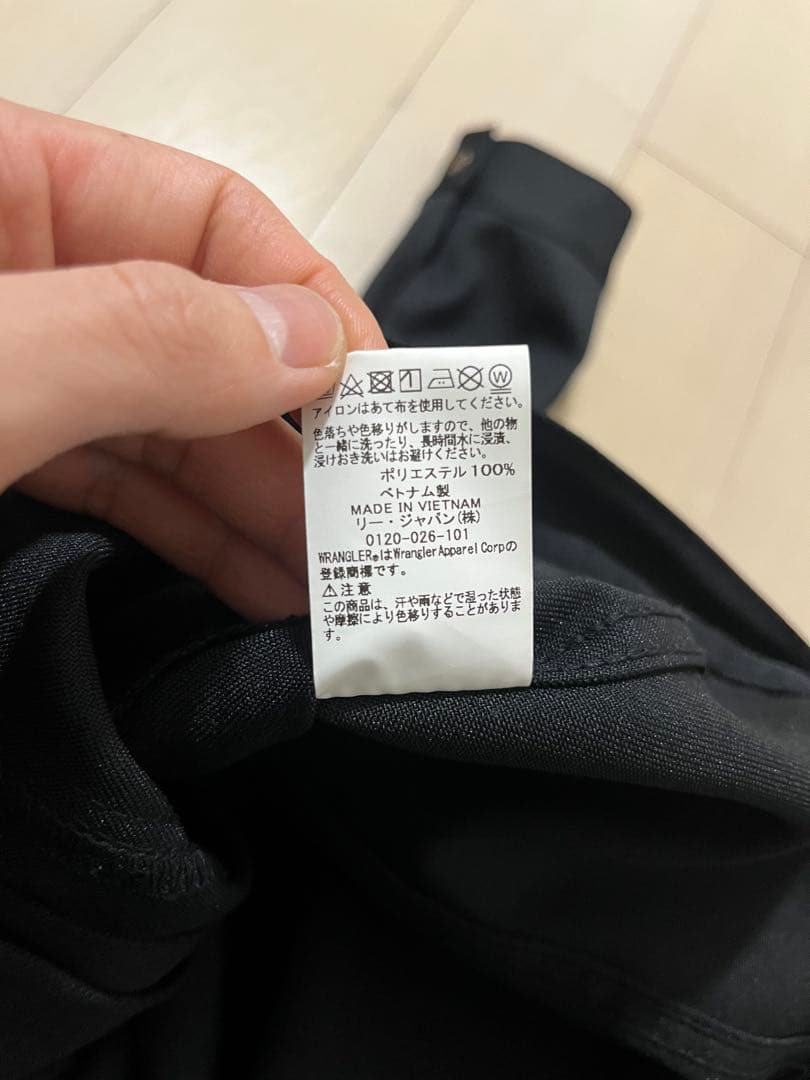 W
アイロンはあて布を使用してください。
色落ちや色移りがしますので、他の物
と一緒に洗ったり、長時間水に浸漬、
浸けおき洗いはお避けください。
ポリエステル 100%
ベトナム製
MADE IN VIETNAM
リー・ジャパン(株)
0120-026-101
WRANGLER®はWrangler Apparel Corpの
登録商標です。
⚠注意
この商品は、汗や雨などで湿った状態
や摩擦により色移りすることがありま
す。